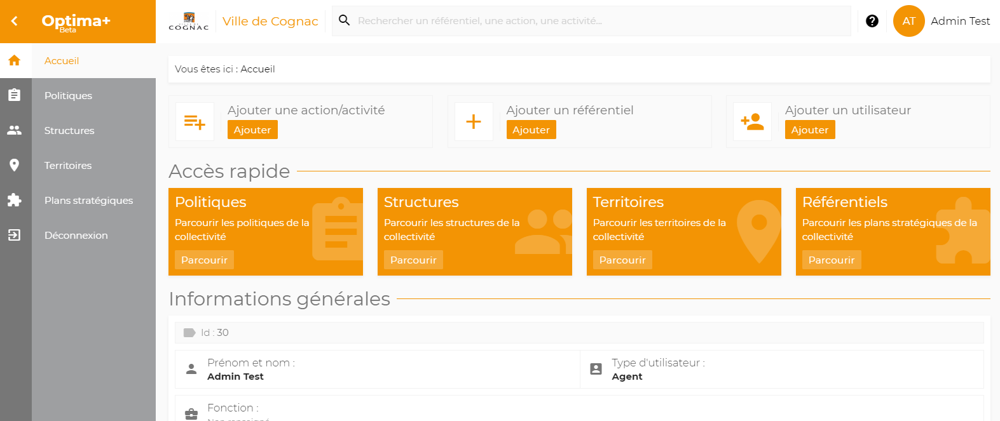 Optima+
Beta
VILLE DE
COGNAC
Ville de Cognac
Rechercher un référentiel, une action, une activité...
AT
Admin Test
Accueil
Politiques
Structures
Territoires
Plans stratégiques
Déconnexion
Vous êtes ici : Accueil
Ajouter une action/activité
Ajouter
Ajouter un référentiel
Ajouter
Ajouter un utilisateur
Ajouter
Accès rapide
Politiques
Parcourir les politiques de la
collectivité
Parcourir
Structures
Parcourir les structures de la
collectivité
Parcourir
Territoires
Parcourir les territoires de la
collectivité
Parcourir
Référentiels
Parcourir les plans stratégiques de la
collectivité
Parcourir
Informations générales
Id : 30
Prénom et nom :
Admin Test
Type d'utilisateur :
Agent
Fonction :
Non renseigné